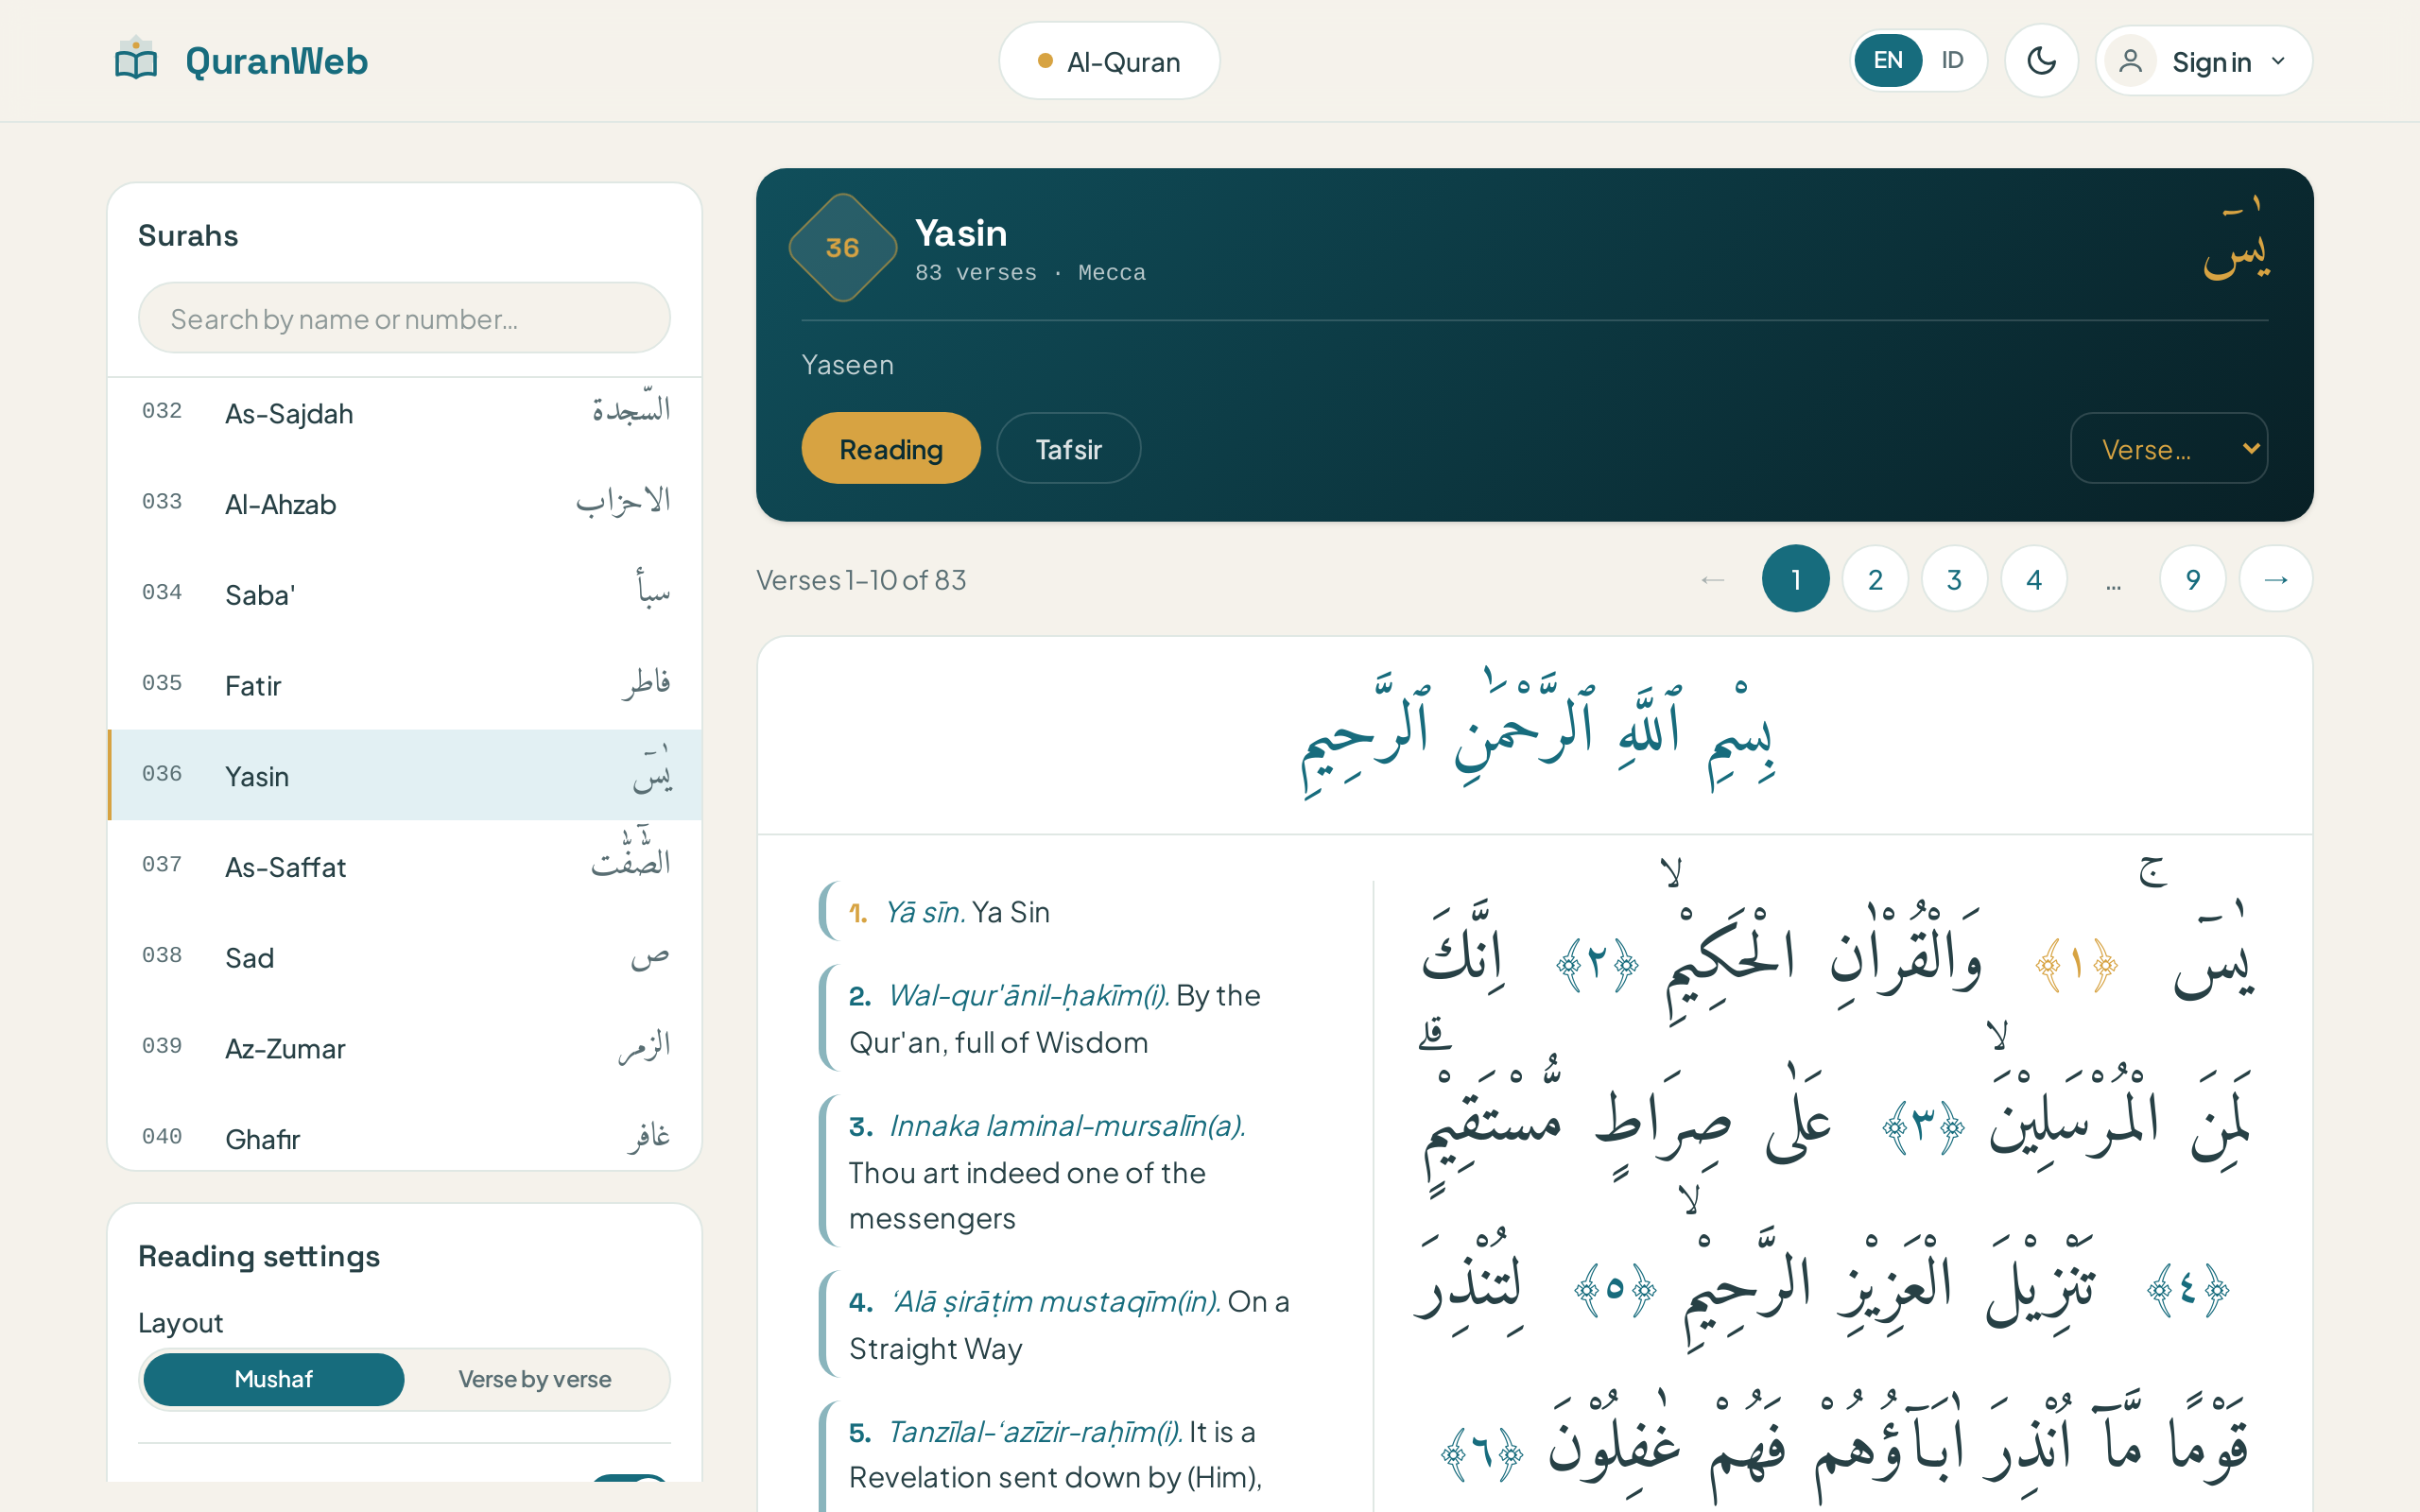 QuranWeb
Al-Quran
EN ID
Sign in
Surahs
Search by name or number...
032 As-Sajdah السّجدة
033 Al-Ahzab الاحزاب
034 Saba' سبأ
035 Fatir فاطر
036 Yasin يٰسۤ
037 As-Saffat الصّٰۤفّٰت
038 Sad ص
039 Az-Zumar الزمر
040 Ghafir غافر
Reading settings
Layout
Mushaf Verse by verse
36
Yasin
83 verses · Mecca
يٰسۤ
Yaseen
Reading Tafsir
Verse...
Verses 1–10 of 83
← 1 2 3 4 … 9 →
بِسْمِ ٱللَّهِ ٱلرَّحْمَٰنِ ٱلرَّحِيمِ
1. Yā sīn. Ya Sin
2. Wal-qur'ānil-ḥakīm(i). By the
Qur'an, full of Wisdom
3. Innaka laminal-mursalīn(a).
Thou art indeed one of the
messengers
4. ‘Alā ṣirāṭim mustaqīm(in). On a
Straight Way
5. Tanzīlal-‘azīzir-raḥīm(i). It is a
Revelation sent down by (Him),
يٰسۤ ۚ ﴿١﴾ وَالْقُرْاٰنِ الْحَكِيْمِۙ ﴿٢﴾ اِنَّكَ
لَمِنَ الْمُرْسَلِيْنَۙ ﴿٣﴾ عَلٰى صِرَاطٍ مُّسْتَقِيْمٍۗ
﴿٤﴾ تَنْزِيْلَ الْعَزِيْزِ الرَّحِيْمِۙ ﴿٥﴾ لِتُنْذِرَ
قَوْمًا مَّآ اُنْذِرَ اٰبَاۤؤُهُمْ فَهُمْ غٰفِلُوْنَ ﴿٦﴾